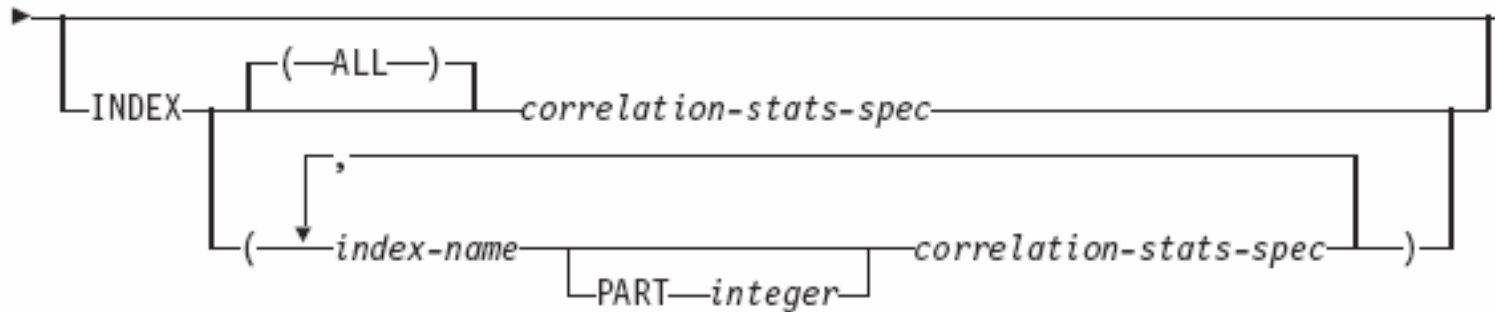 ( ALL )
INDEX correlation-stats-spec
,
( index-name correlation-stats-spec )
PART integer